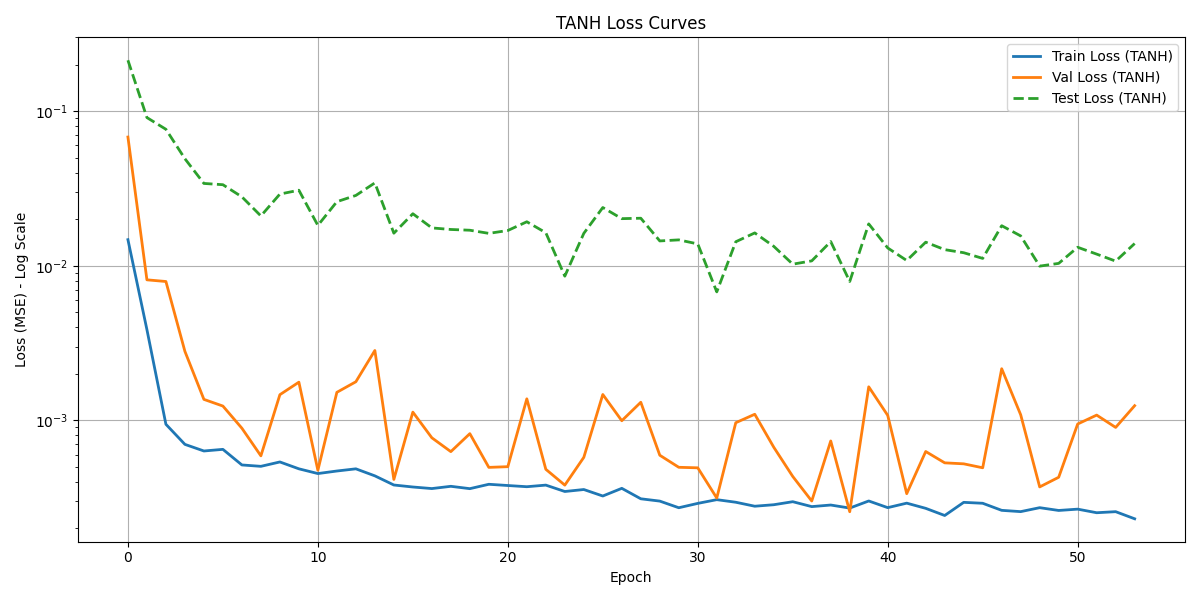 TANH Loss Curves
Train Loss (TANH)
Val Loss (TANH)
Test Loss (TANH)
Loss (MSE) - Log Scale
10⁻¹
10⁻²
10⁻³
0 10 20 30 40 50
Epoch